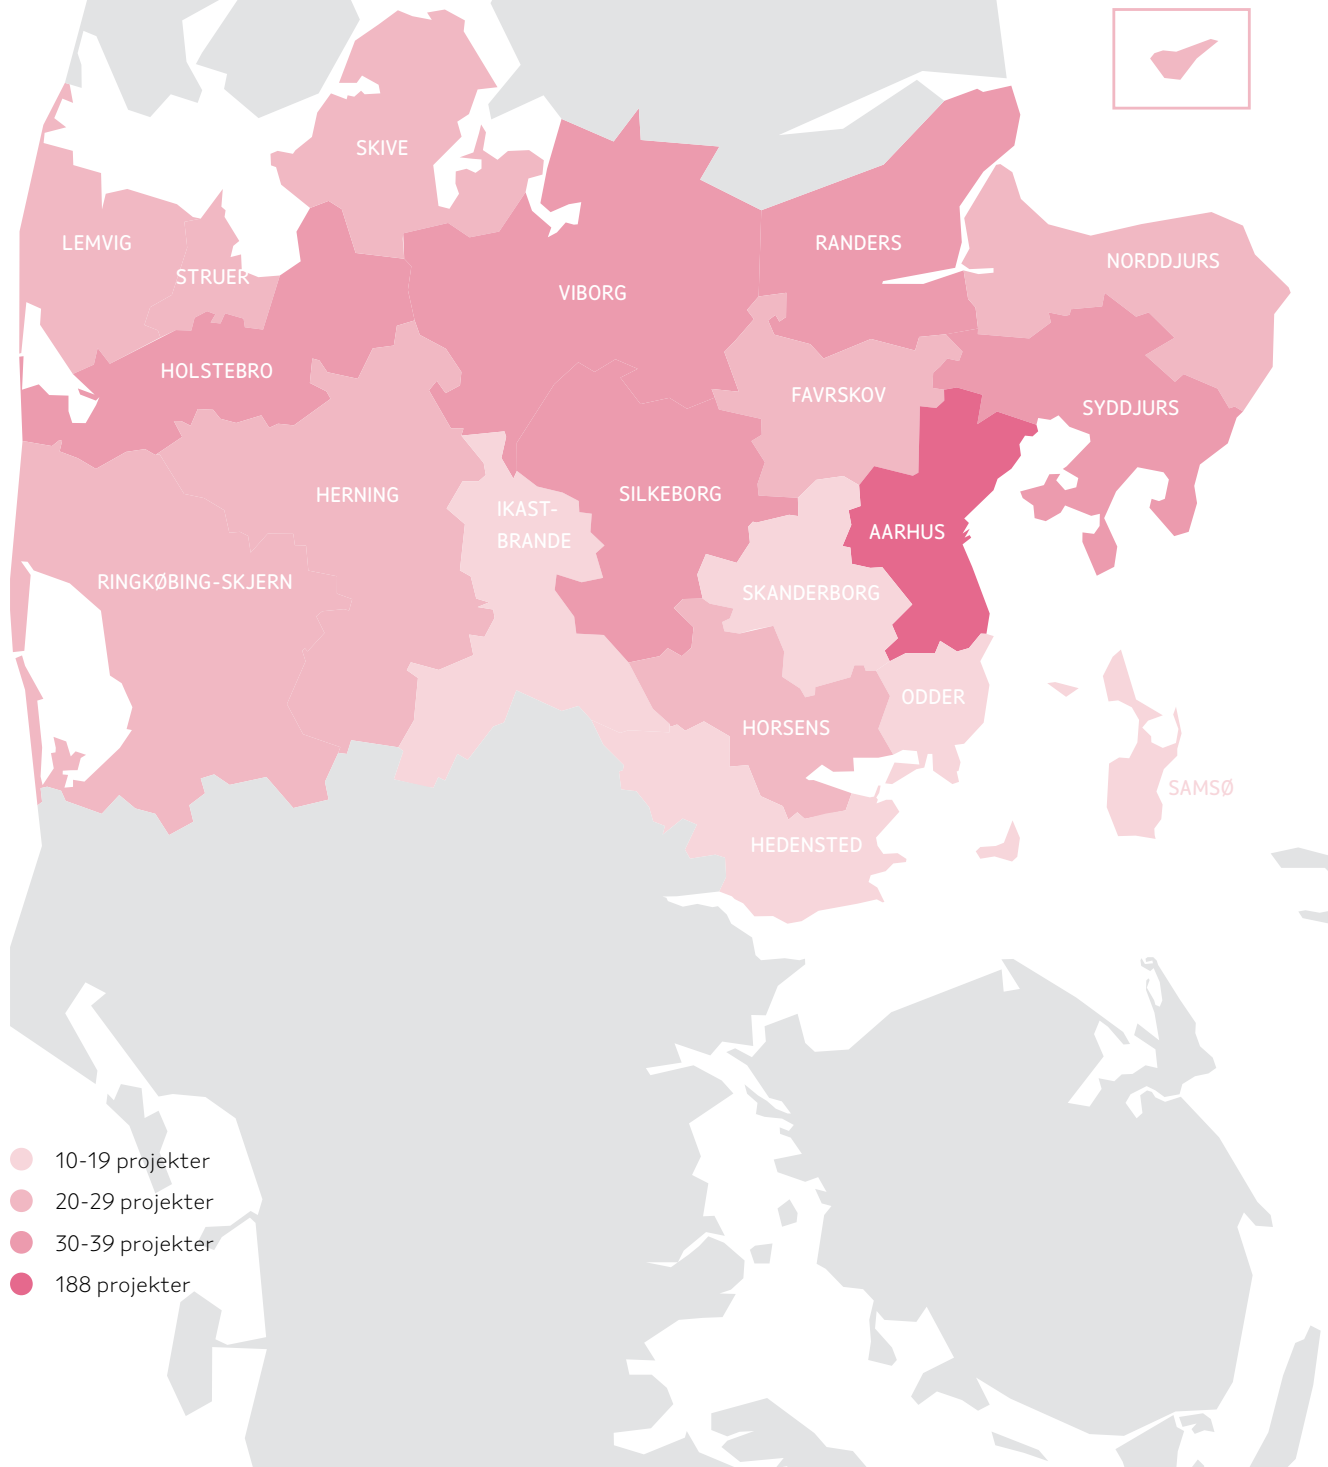 SKIVE
LEMVIG
STRUER
VIBORG
RANDERS
NORDDJURS
HOLSTEBRO
FAVRSKOV
SYDDJURS
HERNING
IKAST-
BRANDE
SILKEBORG
AARHUS
RINGKØBING-SKJERN
SKANDERBORG
ODDER
HORSENS
SAMSØ
HEDENSTED
10-19 projekter
20-29 projekter
30-39 projekter
188 projekter